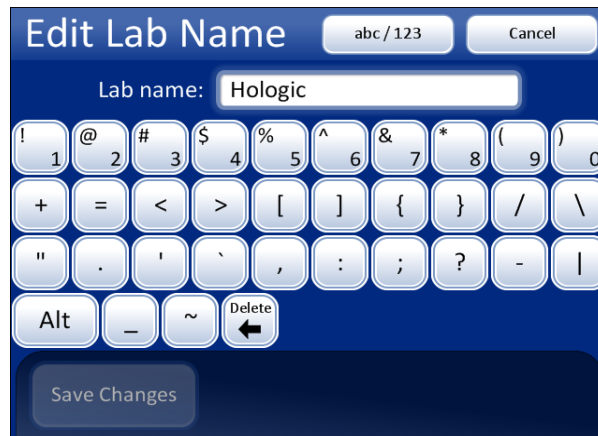 Edit Lab Name abc / 123 Cancel
Lab name: Hologic
! 1 @ 2 # 3 $ 4 % 5 ^ 6 & 7 * 8 ( 9 ) 0
+ = < > [ ] { } / \
" . ' ` , : ; ? - |
Alt _ ~ Delete
Save Changes